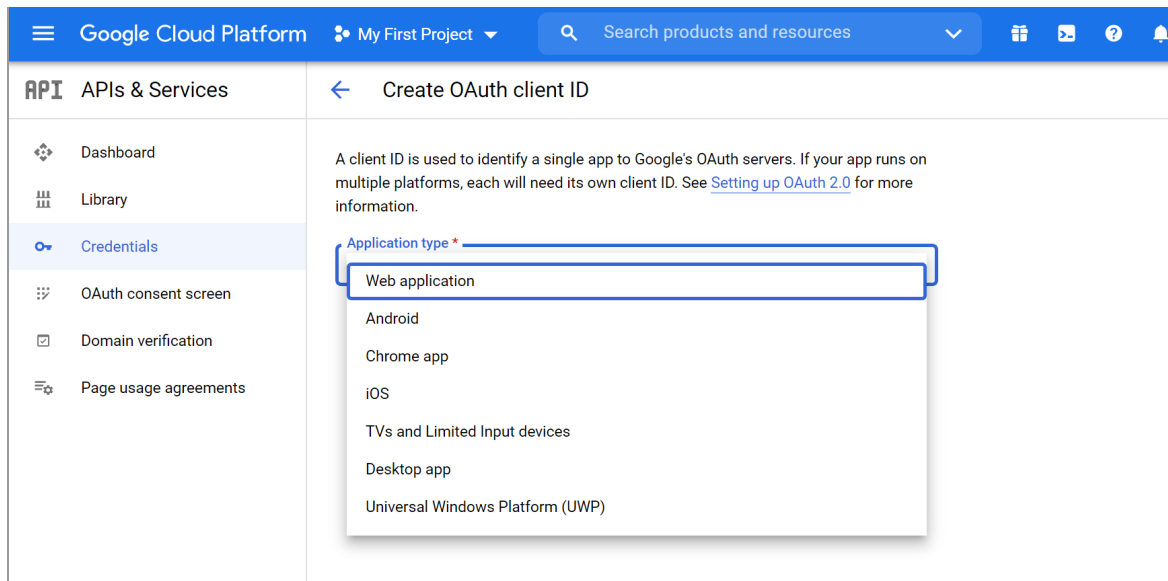 Google Cloud Platform
My First Project
Search products and resources
API
APIs & Services
Create OAuth client ID
Dashboard
Library
Credentials
OAuth consent screen
Domain verification
Page usage agreements
A client ID is used to identify a single app to Google's OAuth servers. If your app runs on
multiple platforms, each will need its own client ID. See Setting up OAuth 2.0 for more
information.
Application type *
Web application
Android
Chrome app
iOS
TVs and Limited Input devices
Desktop app
Universal Windows Platform (UWP)